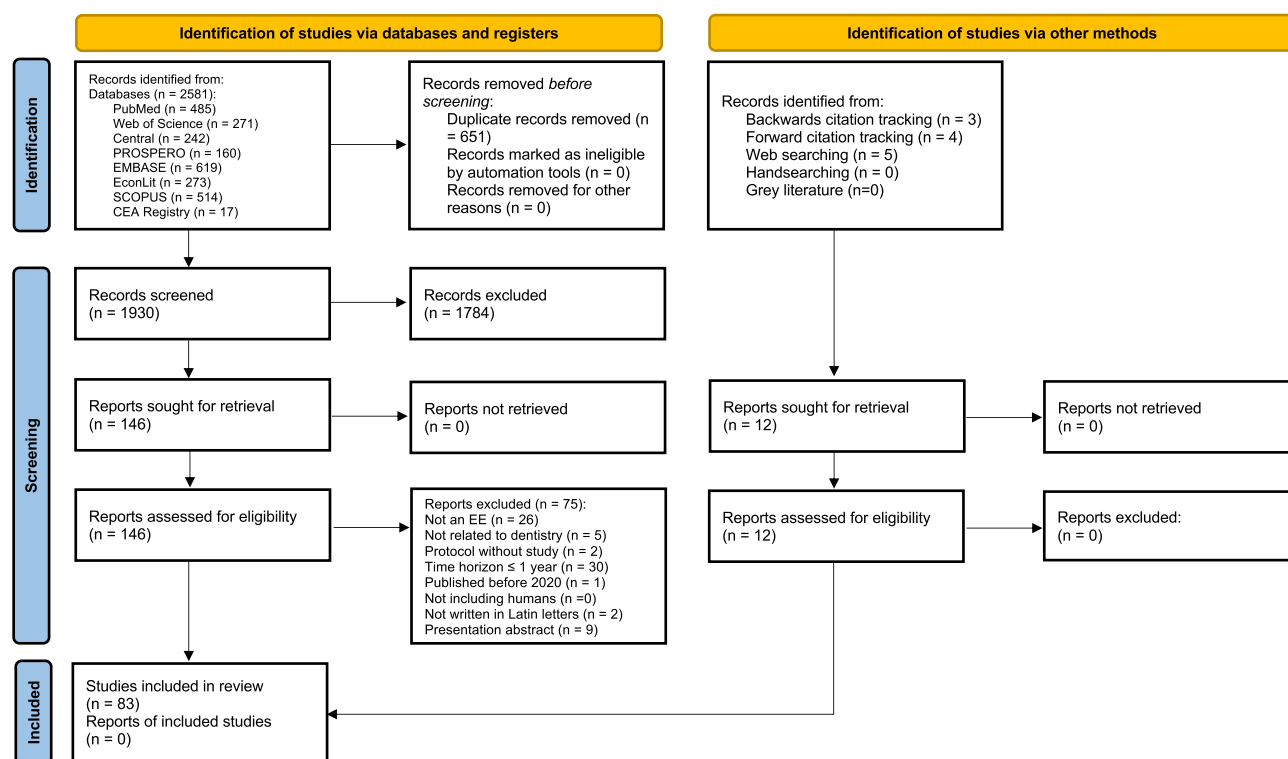 Identification of studies via databases and registers
Identification of studies via other methods
Identification
Records identified from:
Databases (n = 2581):
PubMed (n = 485)
Web of Science (n = 271)
Central (n = 242)
PROSPERO (n = 160)
EMBASE (n = 619)
EconLit (n = 273)
SCOPUS (n = 514)
CEA Registry (n = 17)
Records removed before
screening:
Duplicate records removed (n
= 651)
Records marked as ineligible
by automation tools (n = 0)
Records removed for other
reasons (n = 0)
Records identified from:
Backwards citation tracking (n = 3)
Forward citation tracking (n = 4)
Web searching (n = 5)
Handsearching (n = 0)
Grey literature (n=0)
Screening
Records screened
(n = 1930)
Records excluded
(n = 1784)
Reports sought for retrieval
(n = 146)
Reports not retrieved
(n = 0)
Reports sought for retrieval
(n = 12)
Reports not retrieved
(n = 0)
Reports assessed for eligibility
(n = 146)
Reports excluded (n = 75):
Not an EE (n = 26)
Not related to dentistry (n = 5)
Protocol without study (n = 2)
Time horizon ≤ 1 year (n = 30)
Published before 2020 (n = 1)
Not including humans (n =0)
Not written in Latin letters (n = 2)
Presentation abstract (n = 9)
Reports assessed for eligibility
(n = 12)
Reports excluded:
(n = 0)
Included
Studies included in review
(n = 83)
Reports of included studies
(n = 0)